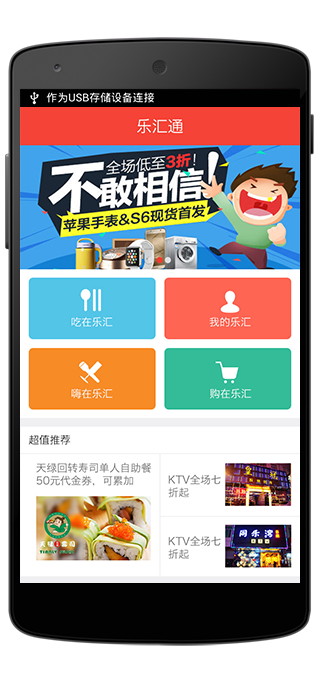 作为USB存储设备连接
乐汇通
全场低至3折!
不敢相信!
苹果手表&S6现货首发
吃在乐汇
我的乐汇
嗨在乐汇
购在乐汇
超值推荐
天绿回转寿司单人自助餐
50元代金券，可累加
KTV全场七
折起
KTV全场七
折起